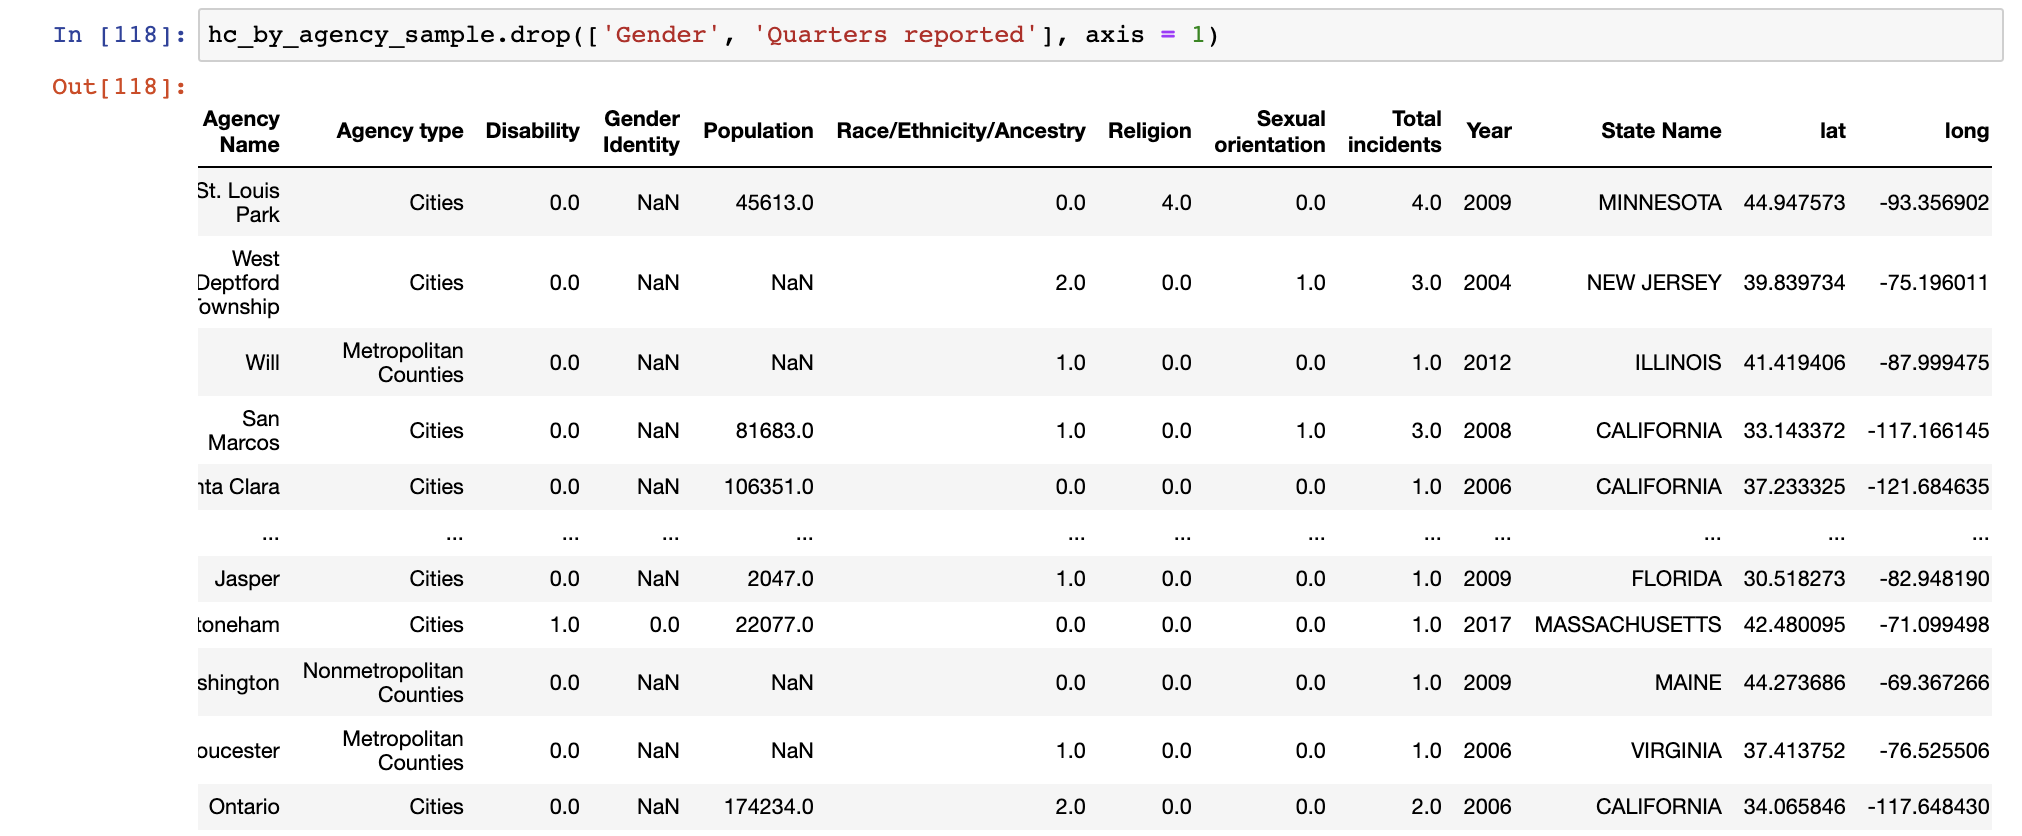 In [118]: hc_by_agency_sample.drop(['Gender', 'Quarters reported'], axis = 1)
Out[118]:
Agency Name Agency type Disability Gender Identity Population Race/Ethnicity/Ancestry Religion Sexual orientation Total incidents Year State Name lat long
St. Louis Park Cities 0.0 NaN 45613.0 0.0 4.0 0.0 4.0 2009 MINNESOTA 44.947573 -93.356902
West Deptford Township Cities 0.0 NaN NaN 2.0 0.0 1.0 3.0 2004 NEW JERSEY 39.839734 -75.196011
Will Metropolitan Counties 0.0 NaN NaN 1.0 0.0 0.0 1.0 2012 ILLINOIS 41.419406 -87.999475
San Marcos Cities 0.0 NaN 81683.0 1.0 0.0 1.0 3.0 2008 CALIFORNIA 33.143372 -117.166145
nta Clara Cities 0.0 NaN 106351.0 0.0 0.0 0.0 1.0 2006 CALIFORNIA 37.233325 -121.684635
... ... ... ... ... ... ... ... ... ... ... ... ...
Jasper Cities 0.0 NaN 2047.0 1.0 0.0 0.0 1.0 2009 FLORIDA 30.518273 -82.948190
toneham Cities 1.0 0.0 22077.0 0.0 0.0 0.0 1.0 2017 MASSACHUSETTS 42.480095 -71.099498
shington Nonmetropolitan Counties 0.0 NaN NaN 0.0 0.0 0.0 1.0 2009 MAINE 44.273686 -69.367266
oucester Metropolitan Counties 0.0 NaN NaN 1.0 0.0 0.0 1.0 2006 VIRGINIA 37.413752 -76.525506
Ontario Cities 0.0 NaN 174234.0 2.0 0.0 0.0 2.0 2006 CALIFORNIA 34.065846 -117.648430